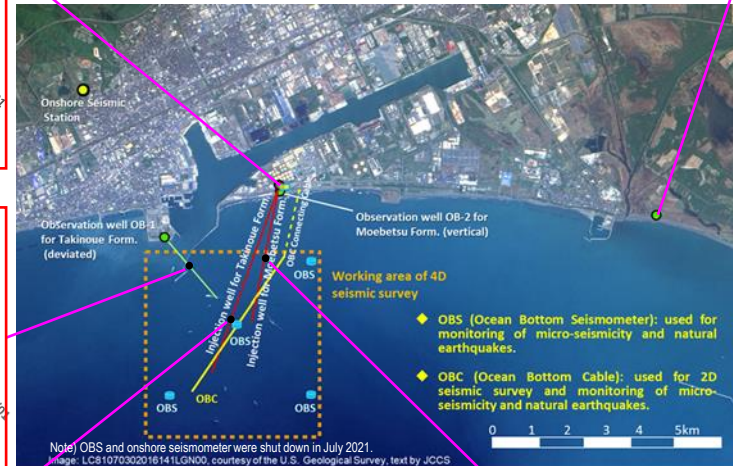 Onshore Seismic
Station
Observation well OB-1
for Takinoue Form.
(deviated)
Injection well for Takinoue Form.
Injection well for Moebetsu Form.
OBC Connecting Cable
Observation well OB-2 for
Moebetsu Form. (vertical)
OBS
Working area of 4D
seismic survey
OBS
OBC
OBS
OBS
◆ OBS (Ocean Bottom Seismometer): used for
monitoring of micro-seismicity and natural
earthquakes.
◆ OBC (Ocean Bottom Cable): used for 2D
seismic survey and monitoring of micro-
seismicity and natural earthquakes.
0 1 2 3 4 5km
Note) OBS and onshore seismometer were shut down in July 2021.
Image: LC81070302016141LGN00, courtesy of the U.S. Geological Survey, text by JCCS